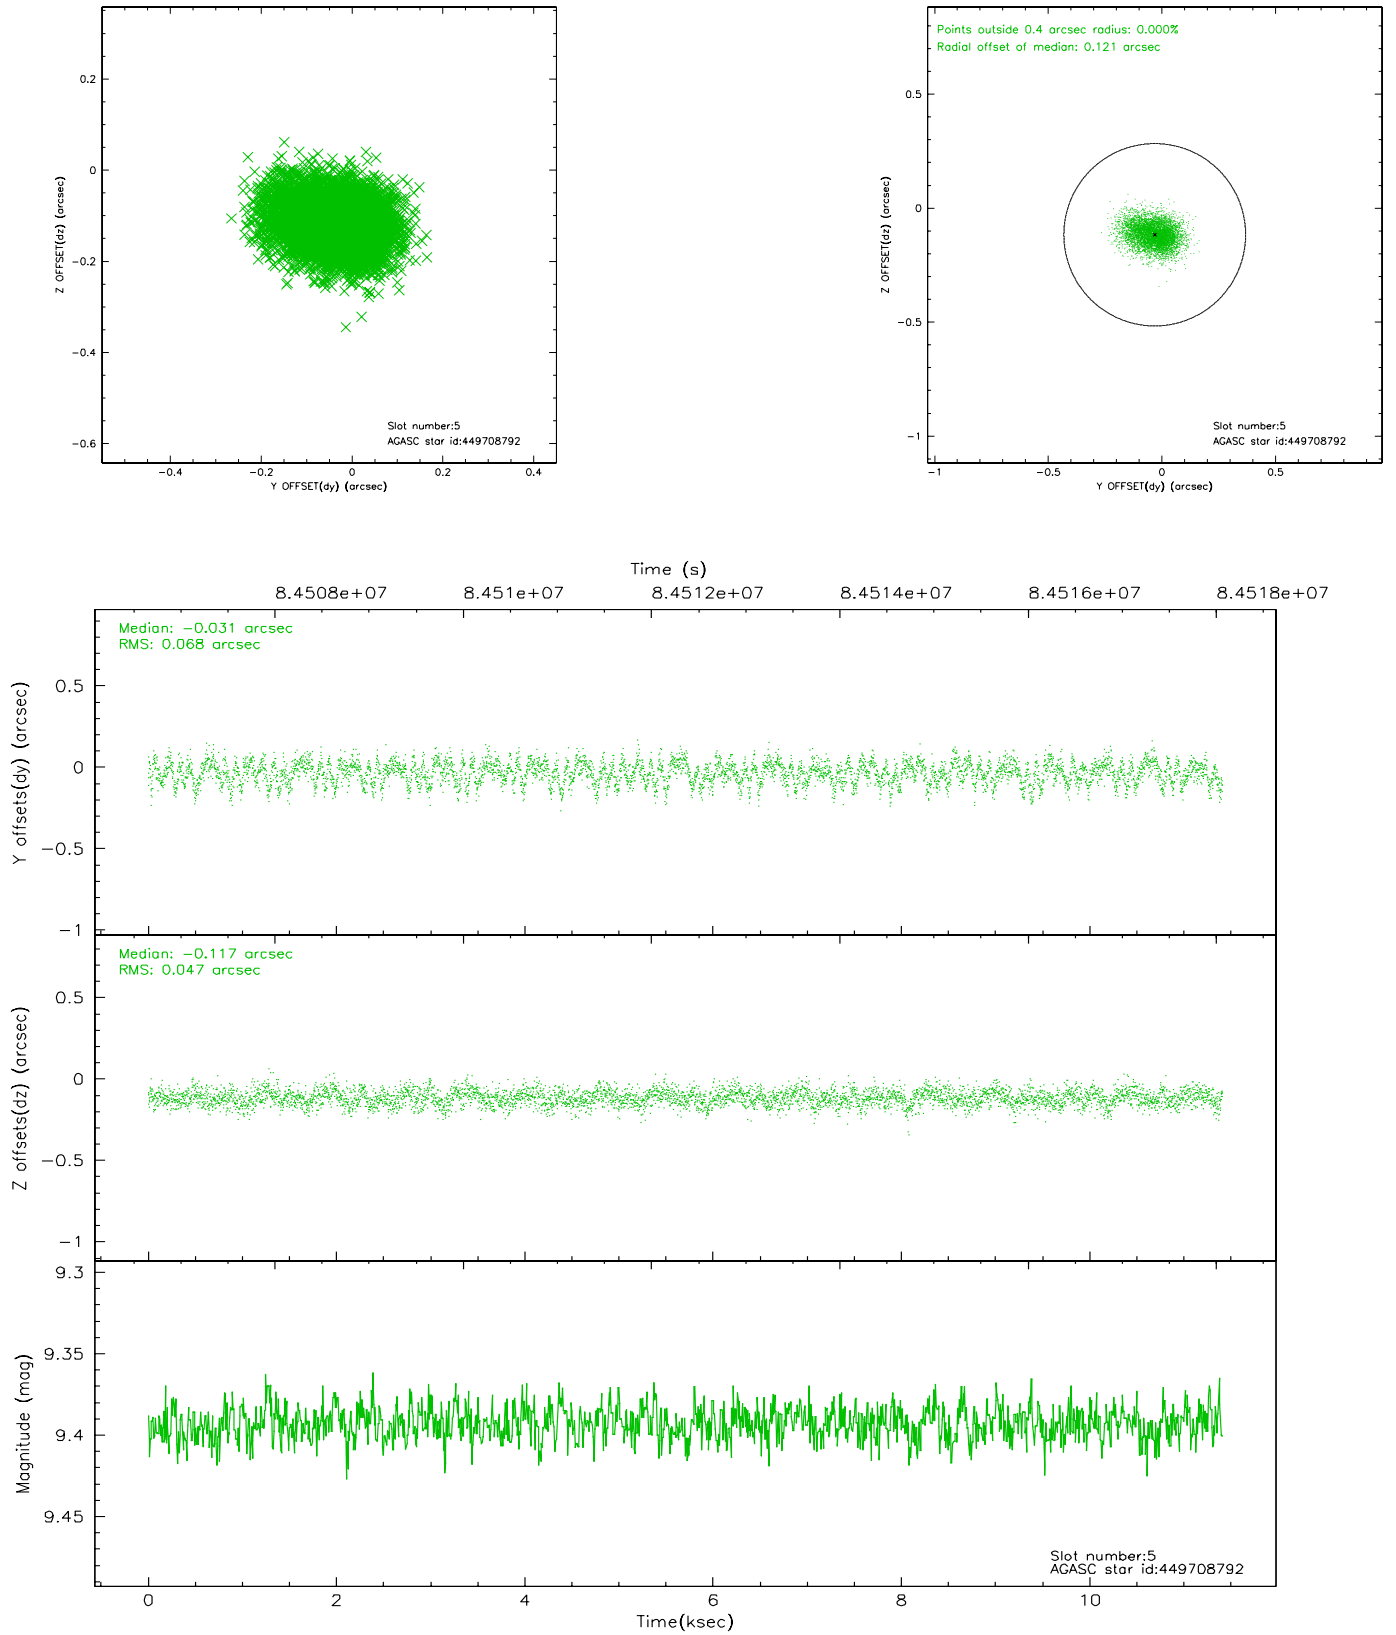 0.2
0
−0.2
−0.4
−0.6
Z OFFSET(dz) (arcsec)
Slot number:5
AGASC star id:449708792
−0.4 −0.2 0 0.2 0.4
Y OFFSET(dy) (arcsec)
Points outside 0.4 arcsec radius: 0.000%
Radial offset of median: 0.121 arcsec
0.5
0
−0.5
−1
Z OFFSET(dz) (arcsec)
Slot number:5
AGASC star id:449708792
−1 −0.5 0 0.5
Y OFFSET(dy) (arcsec)
Time (s)
8.4508e+07 8.451e+07 8.4512e+07 8.4514e+07 8.4516e+07 8.4518e+07
Median: −0.031 arcsec
RMS: 0.068 arcsec
0.5
0
−0.5
−1
Y offsets(dy) (arcsec)
Median: −0.117 arcsec
RMS: 0.047 arcsec
0.5
0
−0.5
−1
Z offsets(dz) (arcsec)
9.3
9.35
9.4
9.45
Magnitude (mag)
Slot number:5
AGASC star id:449708792
0 2 4 6 8 10
Time(ksec)